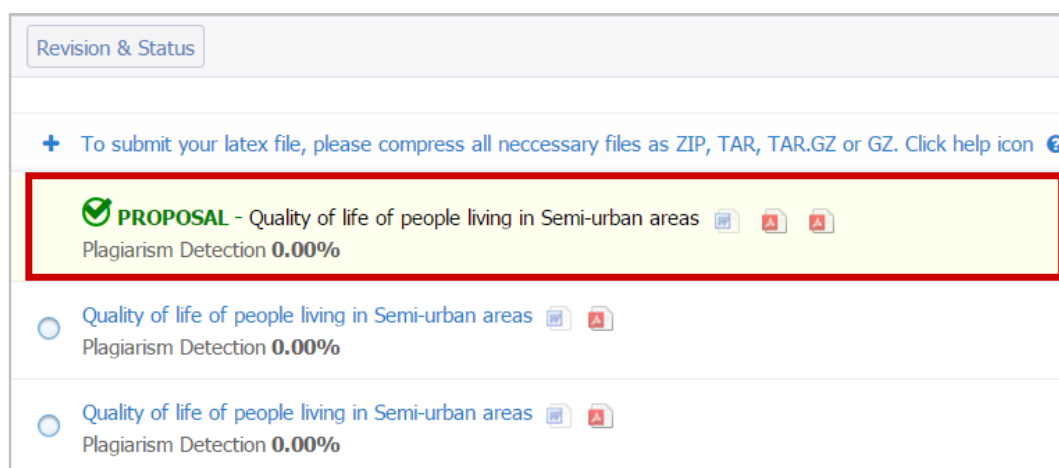 Revision & Status
To submit your latex file, please compress all neccessary files as ZIP, TAR, TAR.GZ or GZ. Click help icon
PROPOSAL - Quality of life of people living in Semi-urban areas
Plagiarism Detection 0.00%
Quality of life of people living in Semi-urban areas
Plagiarism Detection 0.00%
Quality of life of people living in Semi-urban areas
Plagiarism Detection 0.00%